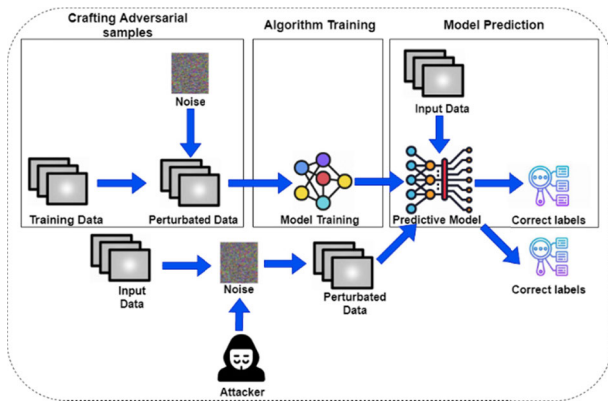 Crafting Adversarial
samples
Algorithm Training
Model Prediction
Noise
Input Data
Training Data
Perturbated Data
Model Training
Predictive Model
Correct labels
Input
Data
Noise
Perturbated
Data
Correct labels
Attacker